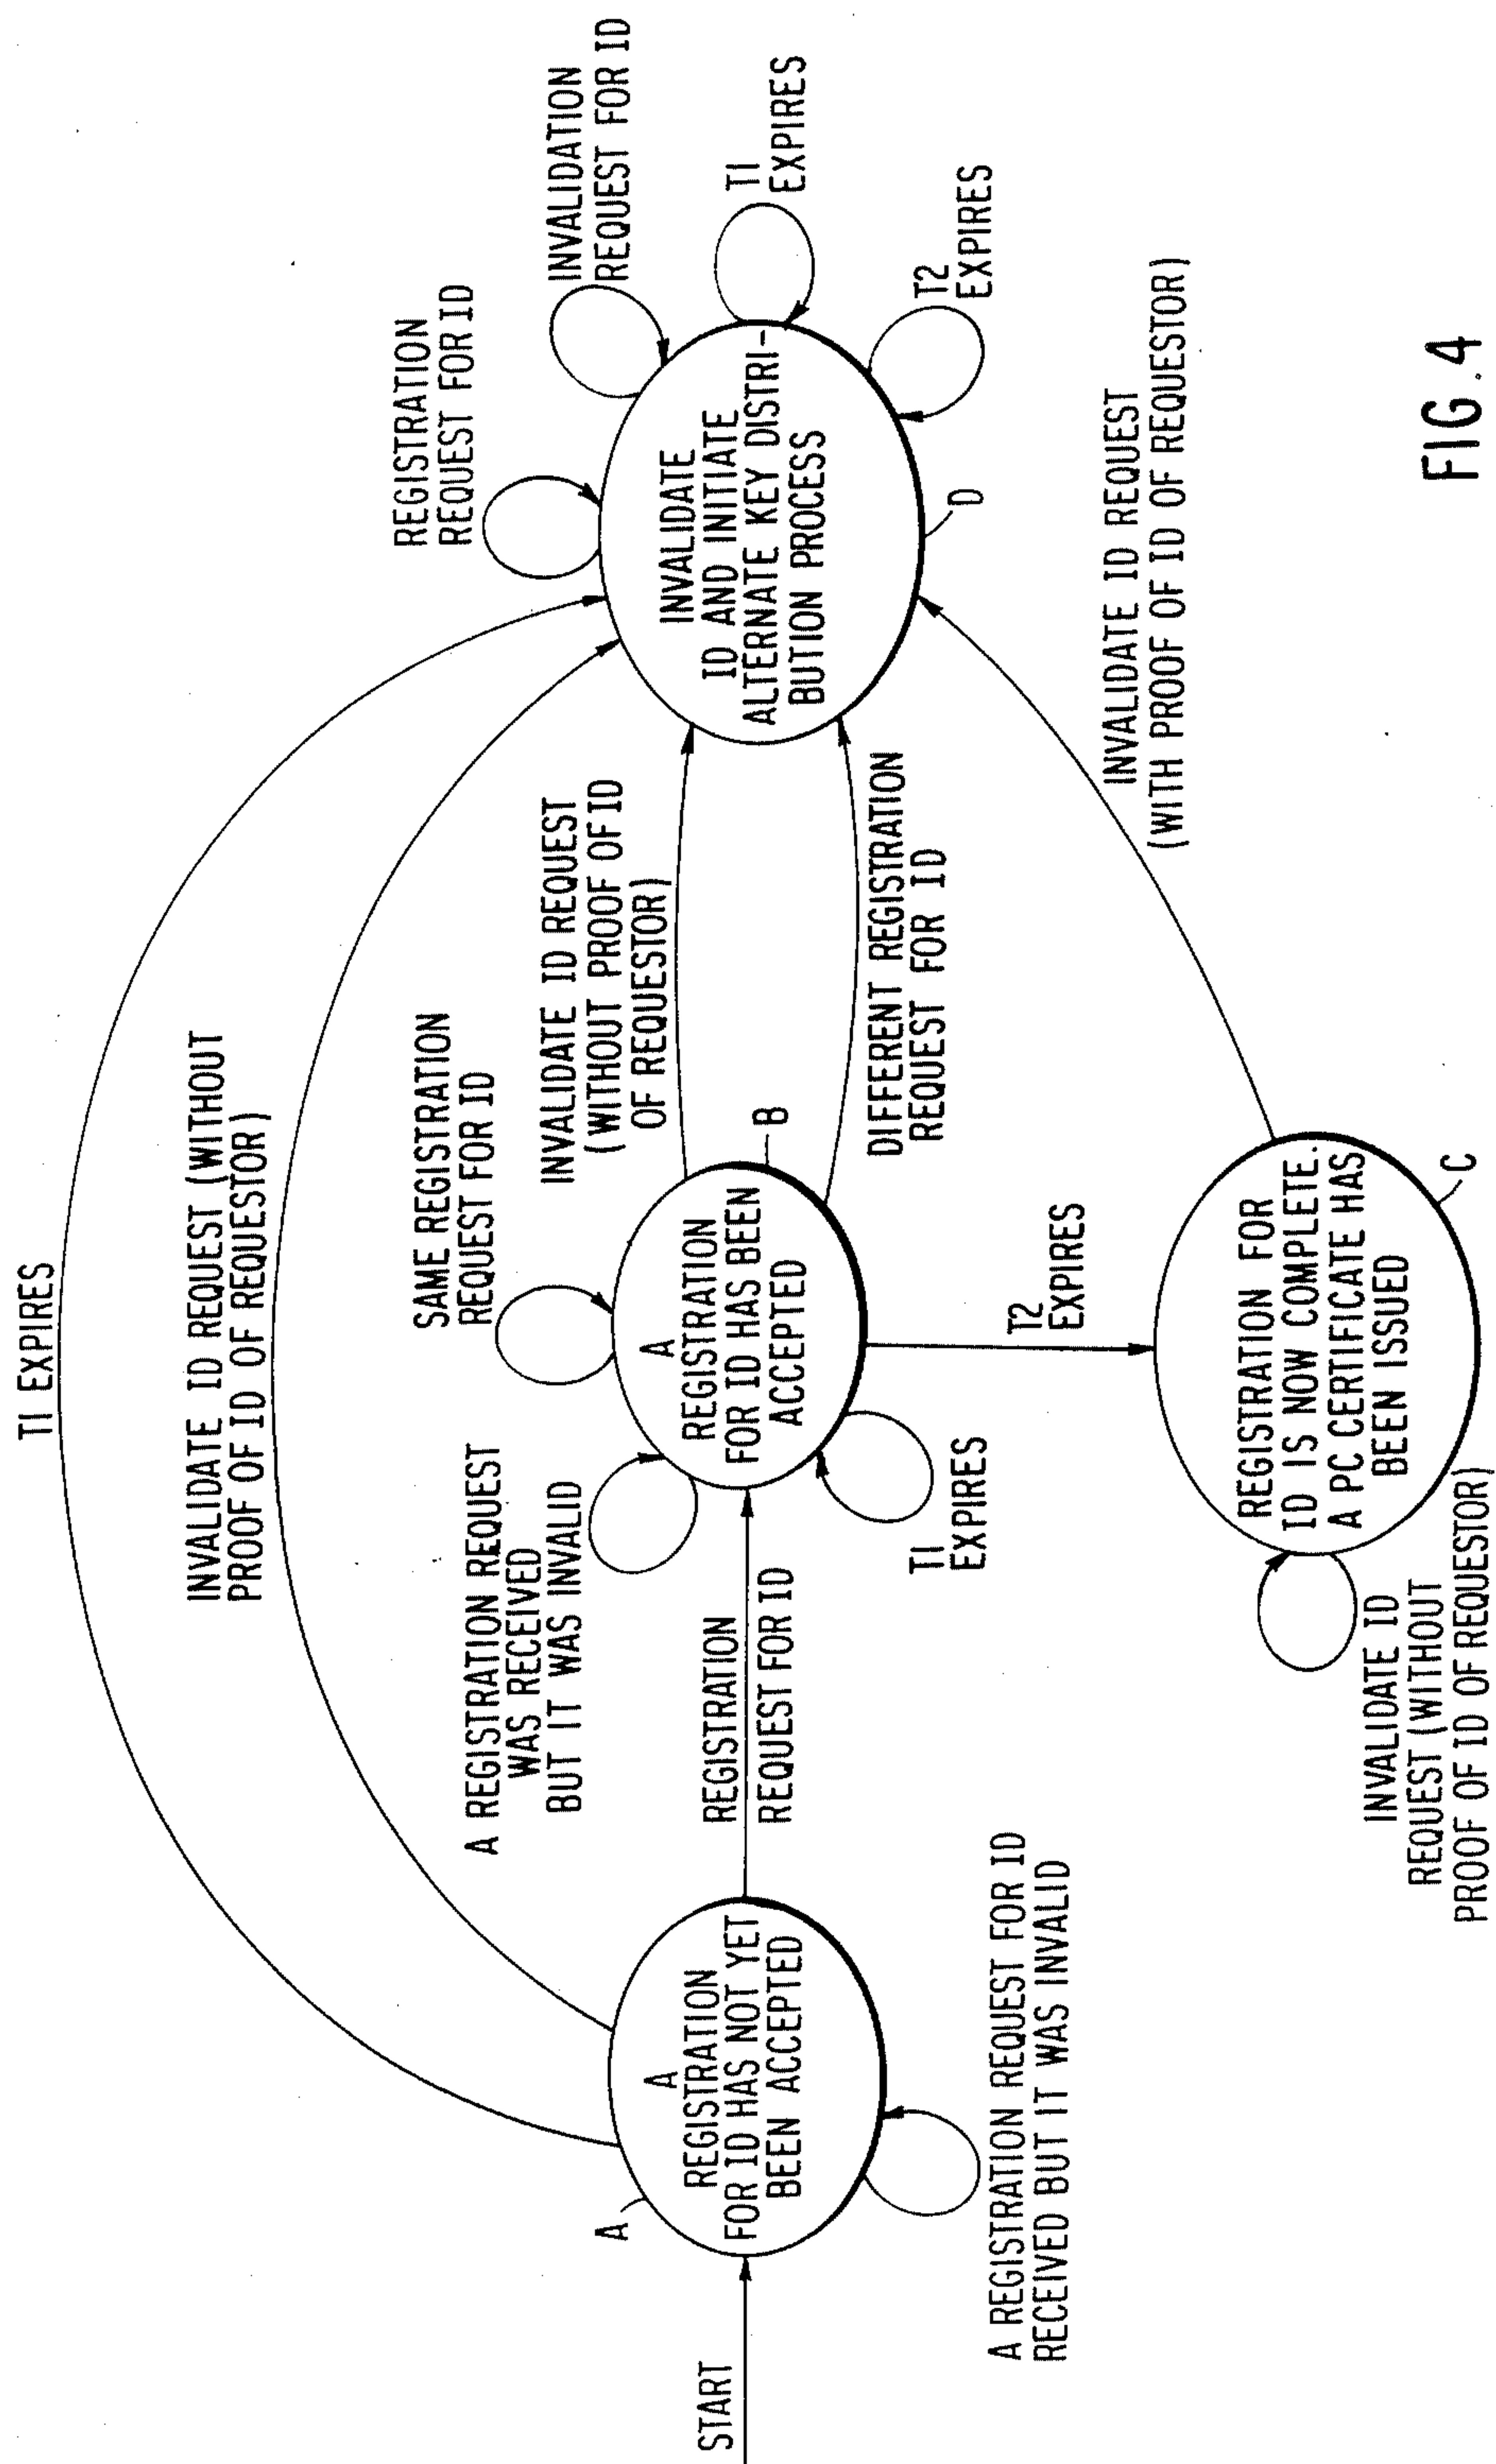 T1 EXPIRES
INVALIDATE ID REQUEST (WITHOUT
PROOF OF ID OF REQUESTOR)
REGISTRATION
REQUEST FOR ID
INVALIDATION
REQUEST FOR ID
T1
EXPIRES
T2
EXPIRES
SAME REGISTRATION
REQUEST FOR ID
A REGISTRATION REQUEST
WAS RECEIVED
BUT IT WAS INVALID
INVALIDATE ID REQUEST
(WITHOUT PROOF OF ID
OF REQUESTOR)
START
A
A
REGISTRATION
FOR ID HAS NOT YET
BEEN ACCEPTED
REGISTRATION
REQUEST FOR ID
A
REGISTRATION
FOR ID HAS BEEN
ACCEPTED
B
INVALIDATE
ID AND INITIATE
ALTERNATE KEY DISTRI-
BUTION PROCESS
D
DIFFERENT REGISTRATION
REQUEST FOR ID
T1
EXPIRES
T2
EXPIRES
A REGISTRATION REQUEST FOR ID
RECEIVED BUT IT WAS INVALID
INVALIDATE ID REQUEST
(WITH PROOF OF ID OF REQUESTOR)
REGISTRATION FOR
ID IS NOW COMPLETE.
A PC CERTIFICATE HAS
BEEN ISSUED
C
INVALIDATE ID
REQUEST (WITHOUT
PROOF OF ID OF REQUESTOR)
FIG.4